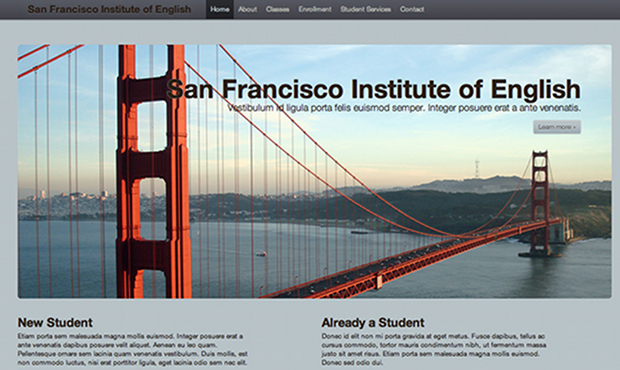 San Francisco Institute of English
Home About Classes Enrollment Student Services Contact
San Francisco Institute of English
Vestibulum id ligula porta felis euismod semper. Integer posuere erat a ante venenatis.
Learn more »
New Student
Etiam porta sem malesuada magna mollis euismod. Integer posuere erat a
ante venenatis dapibus posuere velit aliquet. Aenean eu leo quam.
Pellentesque ornare sem lacinia quam venenatis vestibulum. Duis mollis, est
non commodo luctus, nisi erat porttitor ligula, eget lacinia odio sem nec elit.
Already a Student
Donec id elit non mi porta gravida at eget metus. Fusce dapibus, tellus ac
cursus commodo, tortor mauris condimentum nibh, ut fermentum massa
justo sit amet risus. Etiam porta sem malesuada magna mollis euismod.
Donec sed odio dui.